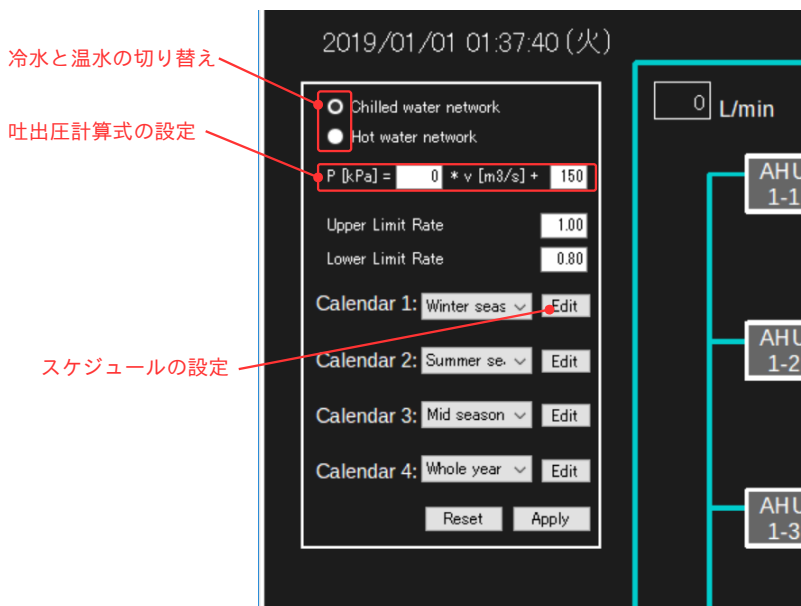 2019/01/01 01:37:40 (火)
冷水と温水の切り替え
Chilled water network
Hot water network
吐出圧計算式の設定
P [kPa] = 0 * v [m3/s] + 150
Upper Limit Rate 1.00
Lower Limit Rate 0.80
Calendar 1: Winter seas Edit
スケジュールの設定
Calendar 2: Summer se. Edit
Calendar 3: Mid season Edit
Calendar 4: Whole year Edit
Reset Apply
0 L/min
AHU
1-1
AHU
1-2
AHU
1-3